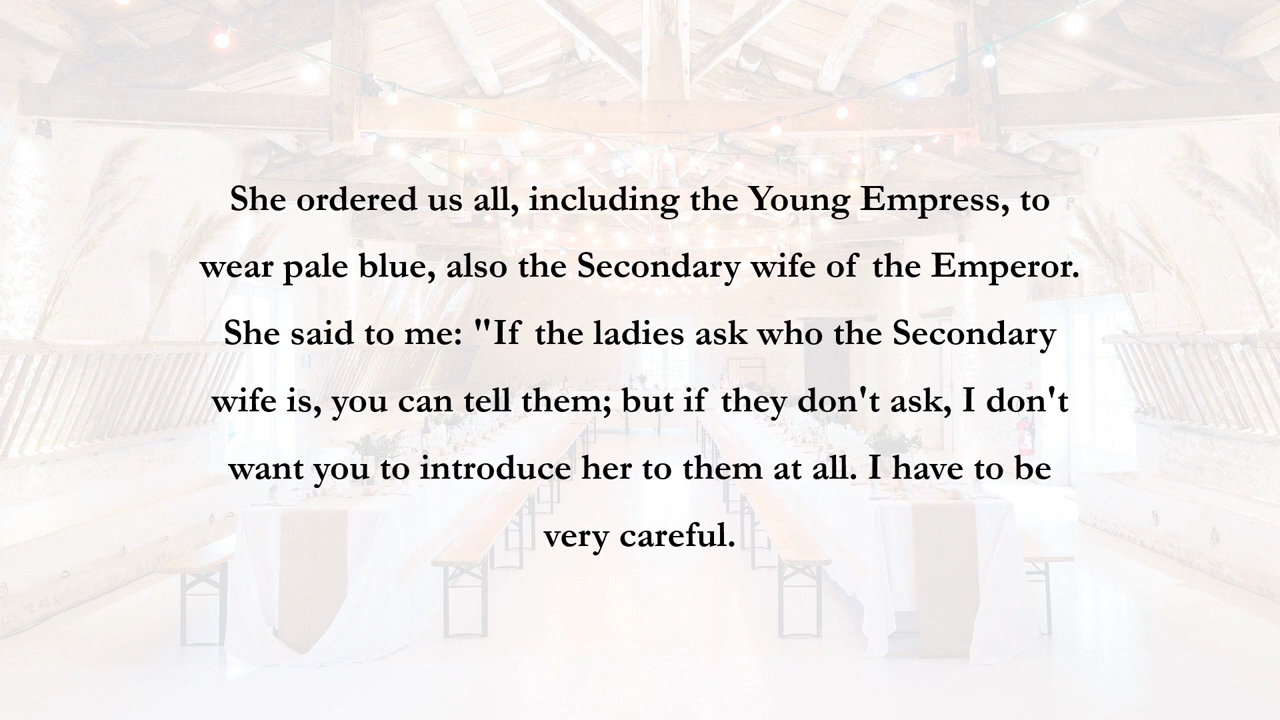 She ordered us all, including the Young Empress, to
wear pale blue, also the Secondary wife of the Emperor.
She said to me: "If the ladies ask who the Secondary
wife is, you can tell them; but if they don't ask, I don't
want you to introduce her to them at all. I have to be
very careful.